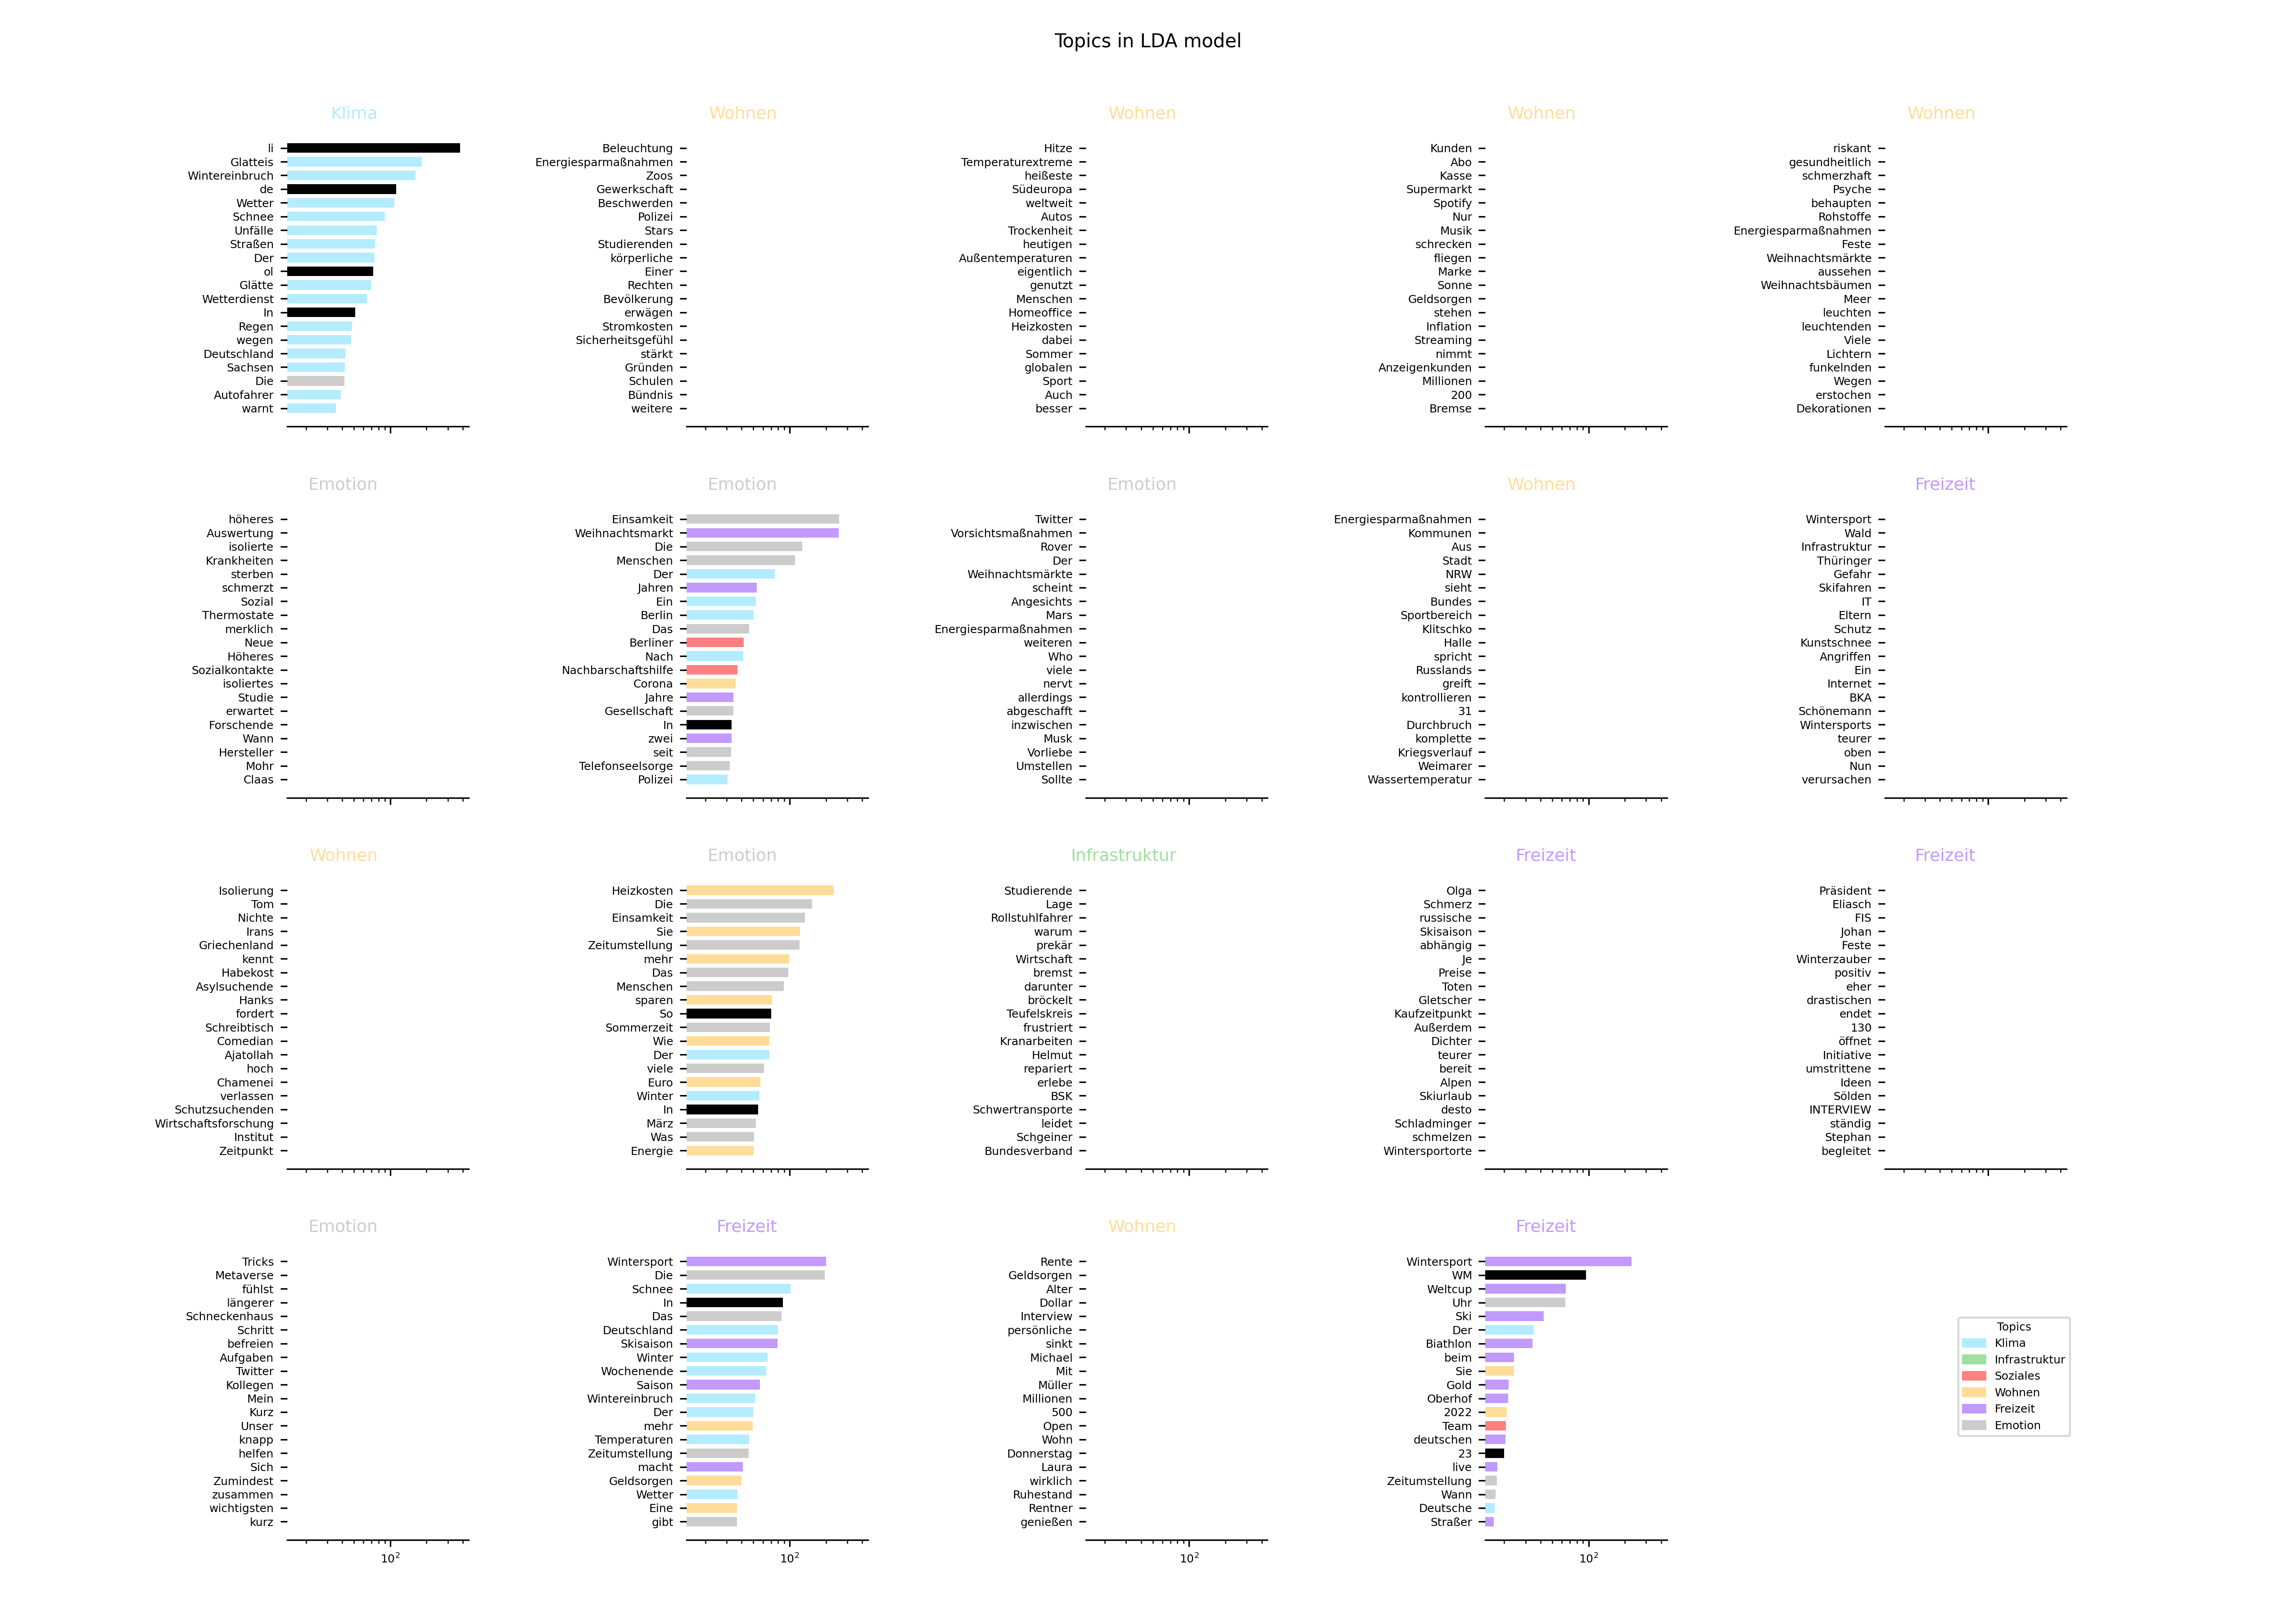 Topics in LDA model
Klima
li
Glatteis
Wintereinbruch
de
Wetter
Schnee
Unfälle
Straßen
Der
ol
Glätte
Wetterdienst
In
Regen
wegen
Deutschland
Sachsen
Die
Autofahrer
warnt
Wohnen
Beleuchtung
Energiesparmaßnahmen
Zoos
Gewerkschaft
Beschwerden
Polizei
Stars
Studierenden
körperliche
Einer
Rechten
Bevölkerung
erwägen
Stromkosten
Sicherheitsgefühl
stärkt
Gründen
Schulen
Bündnis
weitere
Wohnen
Hitze
Temperaturextreme
heißeste
Südeuropa
weltweit
Autos
Trockenheit
heutigen
Außentemperaturen
eigentlich
genutzt
Menschen
Homeoffice
Heizkosten
dabei
Sommer
globalen
Sport
Auch
besser
Wohnen
Kunden
Abo
Kasse
Supermarkt
Spotify
Nur
Musik
schrecken
fliegen
Marke
Sonne
Geldsorgen
stehen
Inflation
Streaming
nimmt
Anzeigenkunden
Millionen
200
Bremse
Wohnen
riskant
gesundheitlich
schmerzhaft
Psyche
behaupten
Rohstoffe
Energiesparmaßnahmen
Feste
Weihnachtsmärkte
aussehen
Weihnachtsbäumen
Meer
leuchten
leuchtenden
Viele
Lichtern
funkelnden
Wegen
erstochen
Dekorationen
Emotion
höheres
Auswertung
isolierte
Krankheiten
sterben
schmerzt
Sozial
Thermostate
merklich
Neue
Höheres
Sozialkontakte
isoliertes
Studie
erwartet
Forschende
Wann
Hersteller
Mohr
Claas
Emotion
Einsamkeit
Weihnachtsmarkt
Die
Menschen
Der
Jahren
Ein
Berlin
Das
Berliner
Nach
Nachbarschaftshilfe
Corona
Jahre
Gesellschaft
In
zwei
seit
Telefonseelsorge
Polizei
Emotion
Twitter
Vorsichtsmaßnahmen
Rover
Der
Weihnachtsmärkte
scheint
Angesichts
Mars
Energiesparmaßnahmen
weiteren
Who
viele
nervt
allerdings
abgeschafft
inzwischen
Musk
Vorliebe
Umstellen
Sollte
Wohnen
Energiesparmaßnahmen
Kommunen
Aus
Stadt
NRW
sieht
Bundes
Sportbereich
Klitschko
Halle
spricht
Russlands
greift
kontrollieren
31
Durchbruch
komplette
Kriegsverlauf
Weimarer
Wassertemperatur
Freizeit
Wintersport
Wald
Infrastruktur
Thüringer
Gefahr
Skifahren
IT
Eltern
Schutz
Kunstschnee
Angriffen
Ein
Internet
BKA
Schönemann
Wintersports
teurer
oben
Nun
verursachen
Wohnen
Isolierung
Tom
Nichte
Irans
Griechenland
kennt
Habekost
Asylsuchende
Hanks
fordert
Schreibtisch
Comedian
Ajatollah
hoch
Chamenei
verlassen
Schutzsuchenden
Wirtschaftsforschung
Institut
Zeitpunkt
Emotion
Heizkosten
Die
Einsamkeit
Sie
Zeitumstellung
mehr
Das
Menschen
sparen
So
Sommerzeit
Wie
Der
viele
Euro
Winter
In
März
Was
Energie
Infrastruktur
Studierende
Lage
Rollstuhlfahrer
warum
prekär
Wirtschaft
bremst
darunter
bröckelt
Teufelskreis
frustriert
Kranarbeiten
Helmut
repariert
erlebe
BSK
Schwertransporte
leidet
Schgeiner
Bundesverband
Freizeit
Olga
Schmerz
russische
Skisaison
abhängig
Je
Preise
Toten
Gletscher
Kaufzeitpunkt
Außerdem
Dichter
teurer
bereit
Alpen
Skiurlaub
desto
Schladminger
schmelzen
Wintersportorte
Freizeit
Präsident
Eliasch
FIS
Johan
Feste
Winterzauber
positiv
eher
drastischen
endet
130
öffnet
Initiative
umstrittene
Ideen
Sölden
INTERVIEW
ständig
Stephan
begleitet
Emotion
Tricks
Metaverse
fühlst
längerer
Schneckenhaus
Schritt
befreien
Aufgaben
Twitter
Kollegen
Mein
Kurz
Unser
knapp
helfen
Sich
Zumindest
zusammen
wichtigsten
kurz
10²
Freizeit
Wintersport
Die
Schnee
In
Das
Deutschland
Skisaison
Winter
Wochenende
Saison
Wintereinbruch
Der
mehr
Temperaturen
Zeitumstellung
macht
Geldsorgen
Wetter
Eine
gibt
10²
Wohnen
Rente
Geldsorgen
Alter
Dollar
Interview
persönliche
sinkt
Michael
Mit
Müller
Millionen
500
Open
Wohn
Donnerstag
Laura
wirklich
Ruhestand
Rentner
genießen
10²
Freizeit
Wintersport
WM
Weltcup
Uhr
Ski
Der
Biathlon
beim
Sie
Gold
Oberhof
2022
Team
deutschen
23
live
Zeitumstellung
Wann
Deutsche
Straßer
10²
Topics
Klima
Infrastruktur
Soziales
Wohnen
Freizeit
Emotion